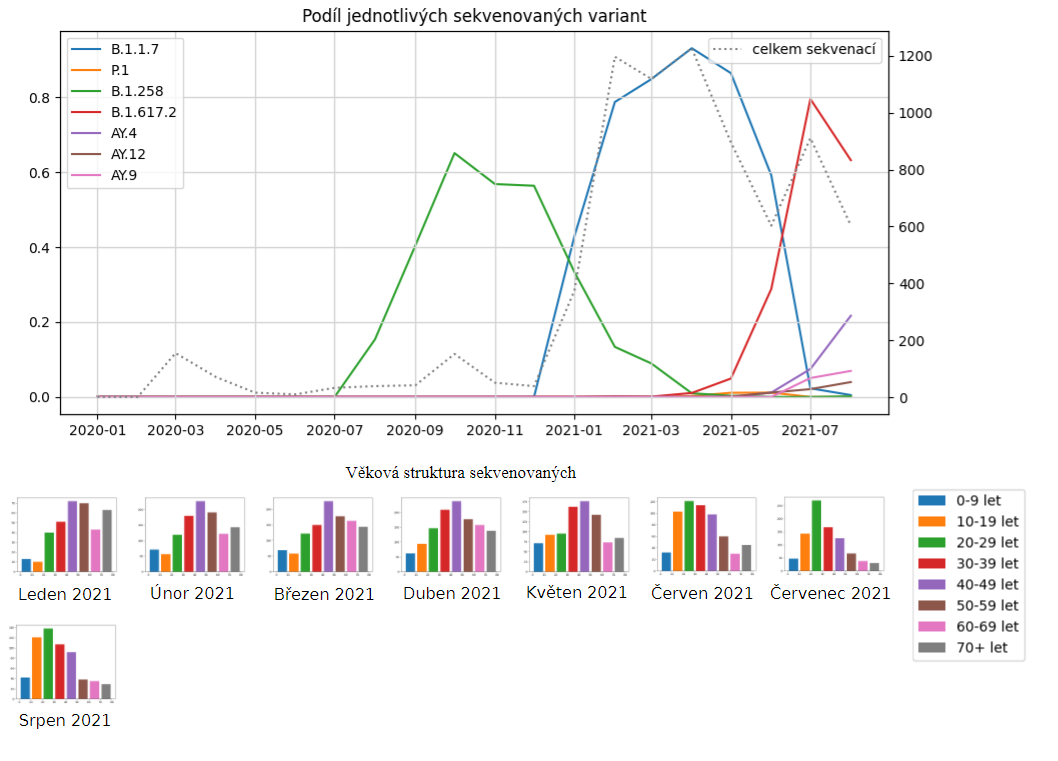 Podíl jednotlivých sekvenovaných variant
B.1.1.7
P.1
B.1.258
B.1.617.2
AY.4
AY.12
AY.9
celkem sekvenací
0.8
0.6
0.4
0.2
0.0
1200
1000
800
600
400
200
0
2020-01 2020-03 2020-05 2020-07 2020-09 2020-11 2021-01 2021-03 2021-05 2021-07
Věková struktura sekvenovaných
Leden 2021 Únor 2021 Březen 2021 Duben 2021 Květen 2021 Červen 2021 Červenec 2021
Srpen 2021
0-9 let
10-19 let
20-29 let
30-39 let
40-49 let
50-59 let
60-69 let
70+ let